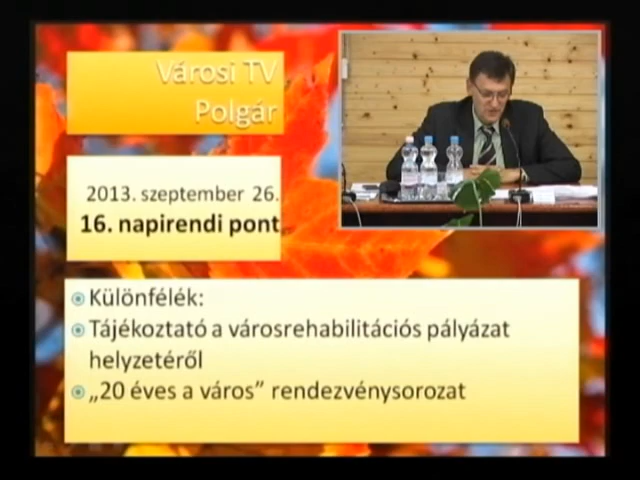 Városi TV
Polgár
2013. szeptember 26.
16. napirendi pont
Különfélék:
Tájékoztató a városrehabilitációs pályázat
helyzetéről
„20 éves a város” rendezvénysorozat